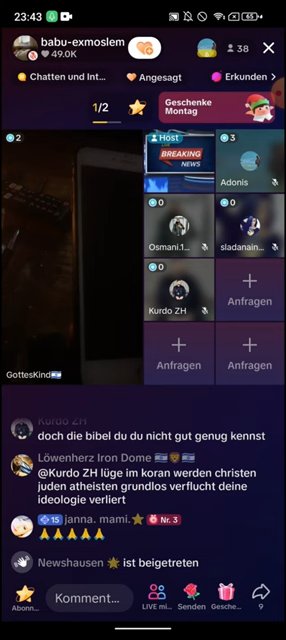 23:43
65
babu-exmoslem
49.0K
38
Chatten und Int...
Angesagt
Erkunden
1/2
Geschenke
Montag
2
Host
BREAKING
NEWS
3
Adonis
0
Osmani.1...
0
sladanain...
0
Kurdo ZH
Anfragen
Anfragen
Anfragen
GottesKind🇮🇱
Kurdo ZH
doch die bibel du du nicht gut genug kennst
Löwenherz Iron Dome 🇮🇱🦁🇮🇱
@Kurdo ZH lüge im koran werden christen
juden atheisten grundlos verflucht deine
ideologie verliert
15 janna. mami.⭐ Nr. 3
🙏🙏🙏🙏🙏
Newshausen 🌟 ist beigetreten
Abonn...
Komment...
LIVE mi...
Senden
Gesche...
9